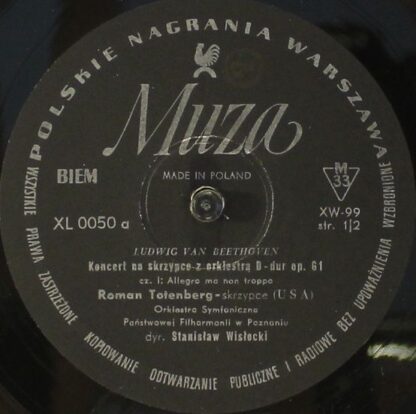 POLSKIE NAGRANIA WARSZAWA
Muza
MADE IN POLAND
BIEM
M
33
XL 0050 a
XW-99
str. 1|2
LUDWIG VAN BEETHOVEN
Koncert na skrzypce z orkiestrą D-dur op. 61
cz. I: Allegro ma non troppo
Roman Totenberg-skrzypce (USA)
Orkiestra Symfoniczna
Państwowej Filharmonii w Poznaniu
dyr. Stanisław Wisłocki
WSZYSTKIE PRAWA ZASTRZEŻONE KOPIOWANIE ODTWARZANIE PUBLICZNE I RADIOWE BEZ UPOWAŻNIENIA WZBRONIONE